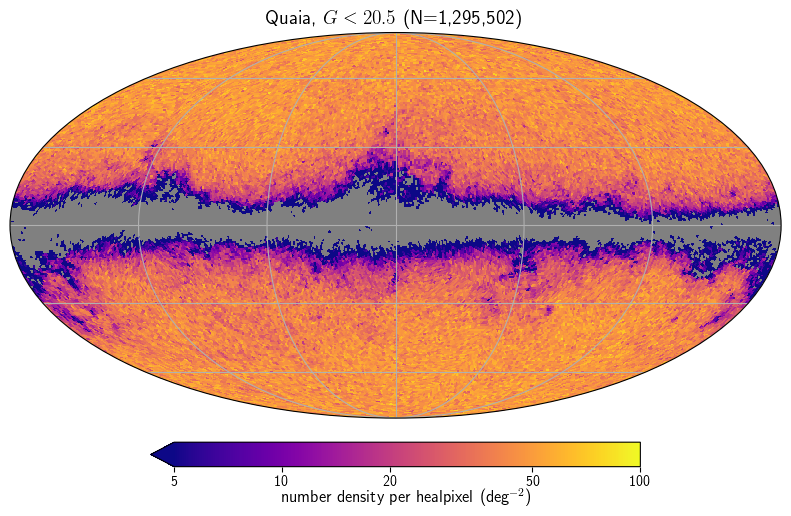 Quaia, G < 20.5 (N=1,295,502)
5 10 20 50 100
number density per healpixel (deg⁻²)